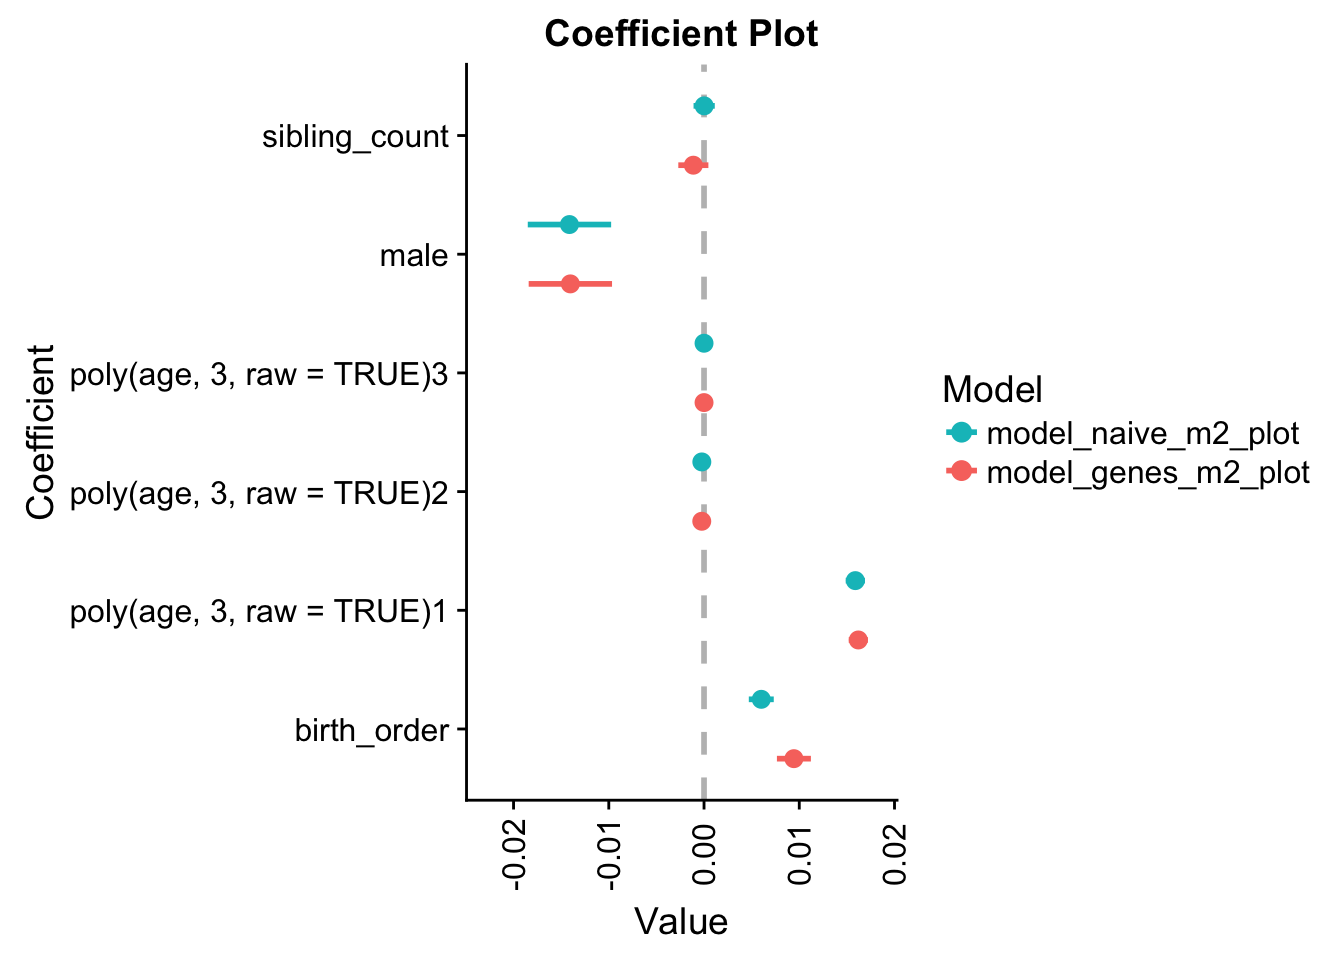 Coefficient Plot
Coefficient
sibling_count
male
poly(age, 3, raw = TRUE)3
poly(age, 3, raw = TRUE)2
poly(age, 3, raw = TRUE)1
birth_order
-0.02
-0.01
0.00
0.01
0.02
Value
Model
model_naive_m2_plot
model_genes_m2_plot